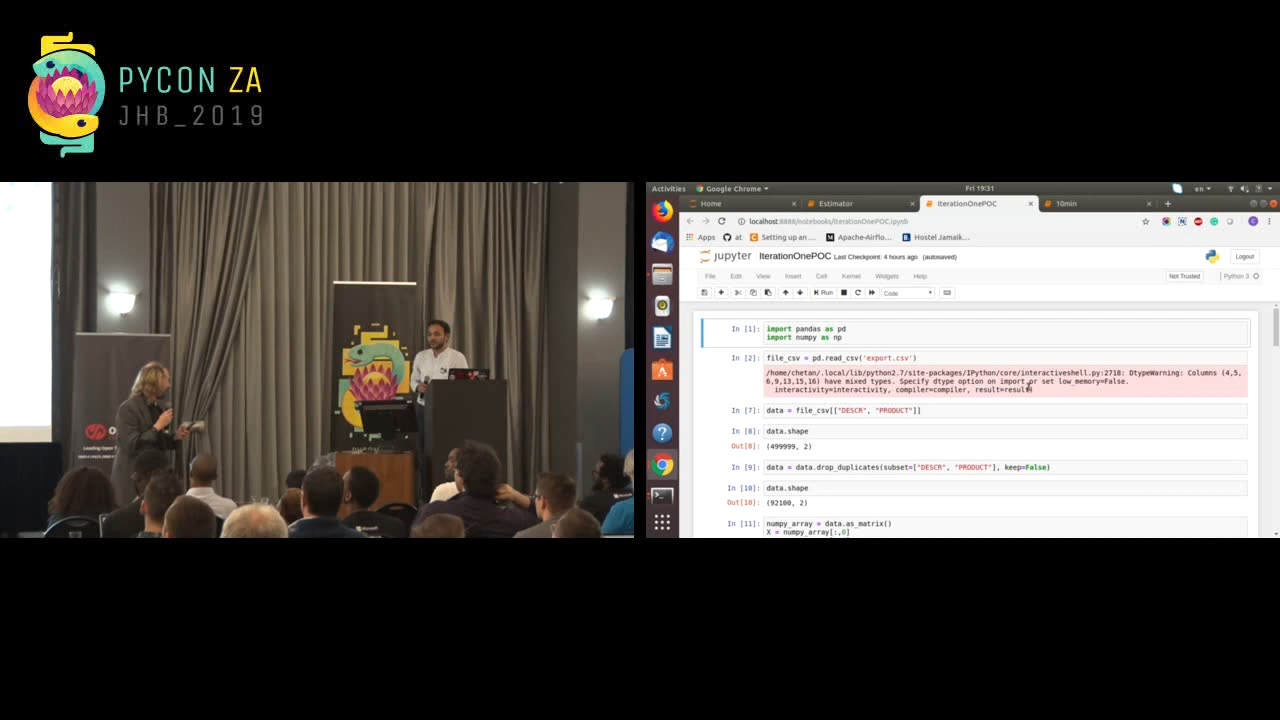 PYCON ZA
JHB_2019
Activities
Google Chrome
Fri 19:31
en
Home
Estimator
IterationOnePOC
10min
localhost:8888/notebooks/IterationOnePOC.ipynb
Apps
at
Setting up an ...
Apache-Airflo...
Hostel Jamaik...
jupyter IterationOnePOC Last Checkpoint: 4 hours ago (autosaved)
Logout
File Edit View Insert Cell Kernel Widgets Help
Not Trusted
Python 3
Run
Code
In [1]: import pandas as pd
import numpy as np
In [2]: file_csv = pd.read_csv('export.csv')
/home/chetan/.local/lib/python2.7/site-packages/IPython/core/interactiveshell.py:2718: DtypeWarning: Columns (4,5,
6,9,13,15,16) have mixed types. Specify dtype option on import or set low_memory=False.
interactivity=interactivity, compiler=compiler, result=result)
In [7]: data = file_csv[["DESCR", "PRODUCT"]]
In [8]: data.shape
Out[8]: (499999, 2)
In [9]: data = data.drop_duplicates(subset=["DESCR", "PRODUCT"], keep=False)
In [10]: data.shape
Out[10]: (92100, 2)
In [11]: numpy_array = data.as_matrix()
X = numpy_array[:,0]